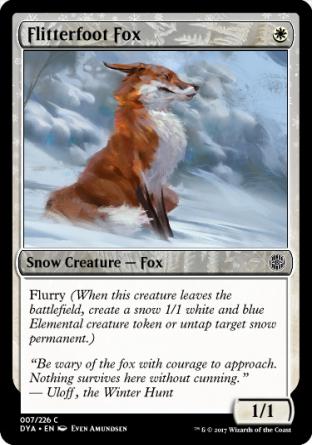 Flitterfoot Fox
Snow Creature — Fox
Flurry (When this creature leaves the
battlefield, create a snow 1/1 white and blue
Elemental creature token or untap target snow
permanent.)
“Be wary of the fox with courage to approach.
Nothing survives here without cunning.”
— Uloff, the Winter Hunt
1/1
007/226 C
DYA • EN Even Amundsen
™ & © 2017 Wizards of the Coast